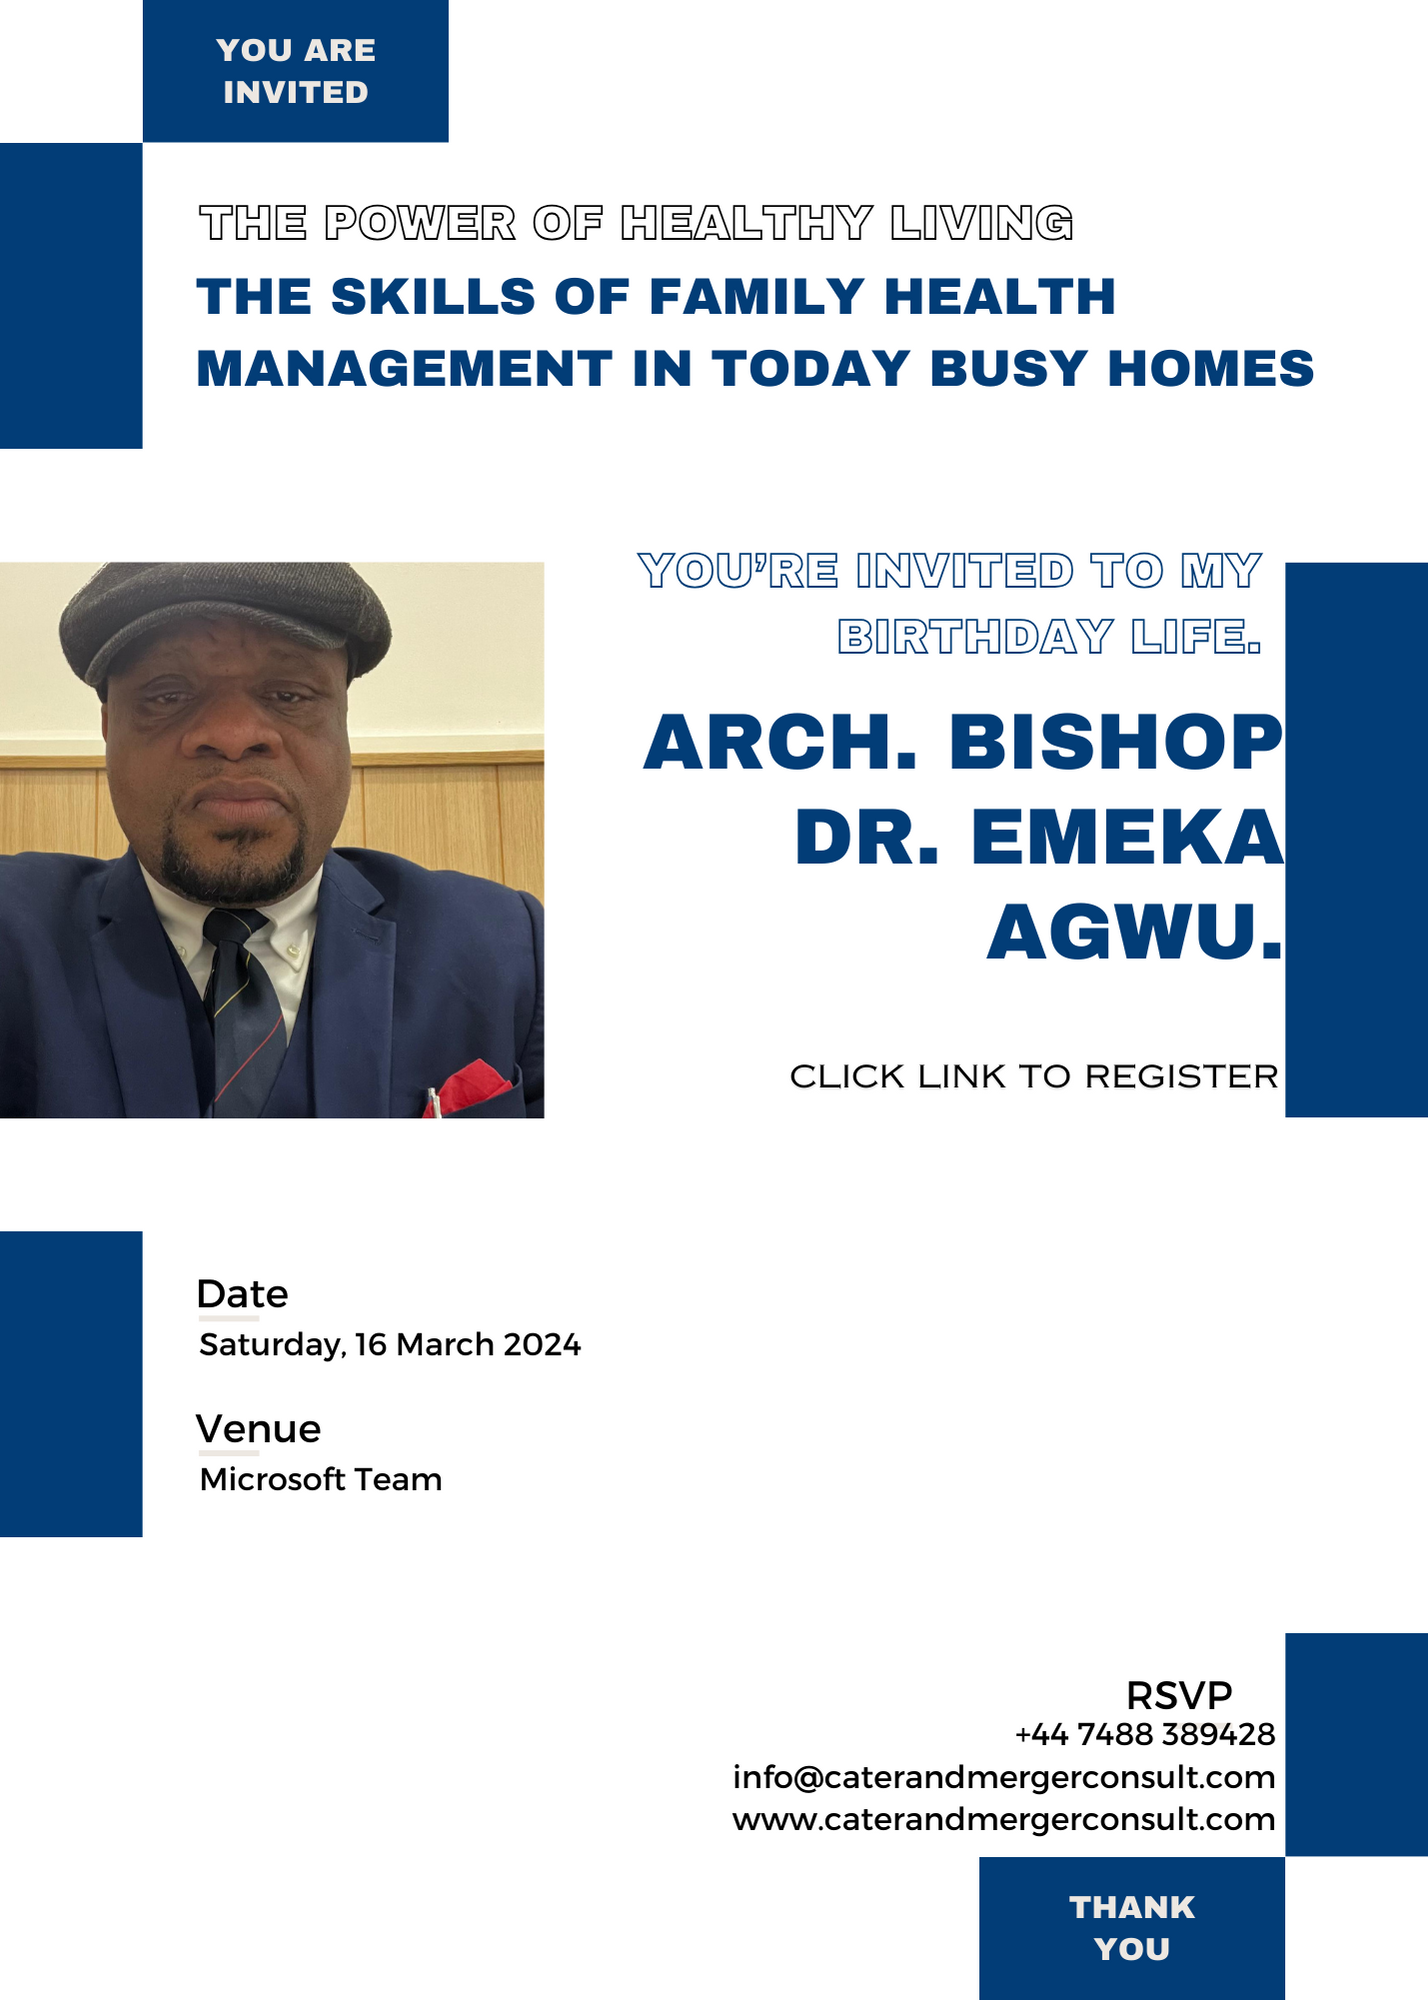 YOU ARE
INVITED
THE POWER OF HEALTHY LIVING
THE SKILLS OF FAMILY HEALTH
MANAGEMENT IN TODAY BUSY HOMES
YOU’RE INVITED TO MY
BIRTHDAY LIFE.
ARCH. BISHOP
DR. EMEKA
AGWU.
CLICK LINK TO REGISTER
Date
Saturday, 16 March 2024
Venue
Microsoft Team
RSVP
+44 7488 389428
info@caterandmergerconsult.com
www.caterandmergerconsult.com
THANK
YOU